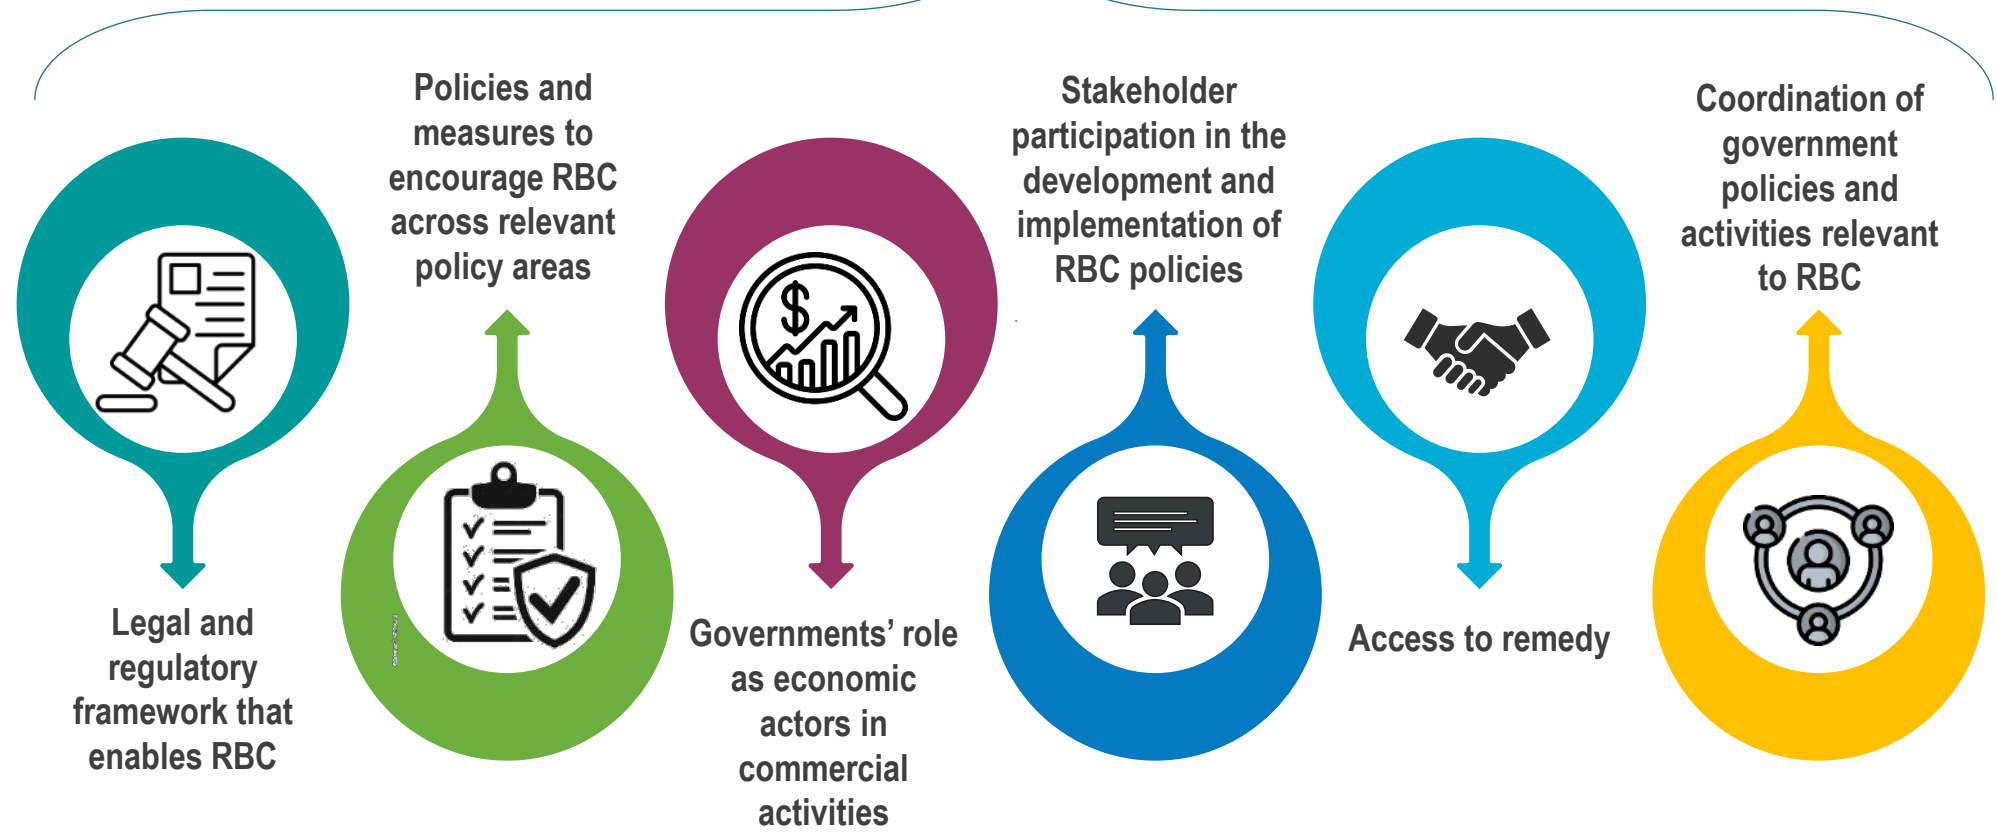 Legal and
regulatory
framework that
enables RBC
Policies and
measures to
encourage RBC
across relevant
policy areas
Governments’ role
as economic
actors in
commercial
activities
Stakeholder
participation in the
development and
implementation of
RBC policies
Access to remedy
Coordination of
government
policies and
activities relevant
to RBC